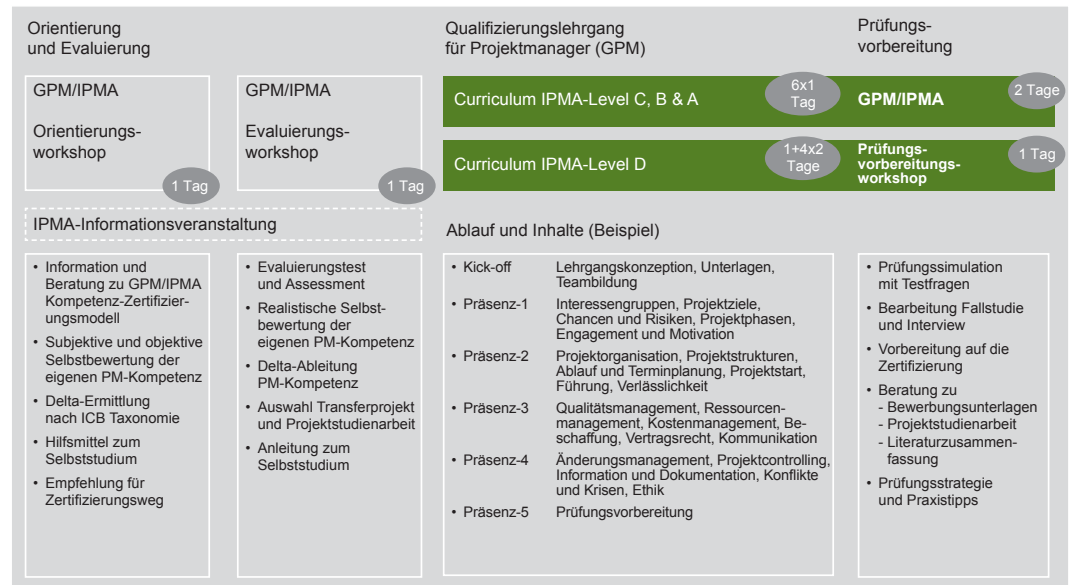 Orientierung
und Evaluierung
GPM/IPMA
Orientierungs-
workshop
1 Tag
GPM/IPMA
Evaluierungs-
workshop
1 Tag
IPMA-Informationsveranstaltung
• Information und
Beratung zu GPM/IPMA
Kompetenz-Zertifizier-
ungsmodell
• Subjektive und objektive
Selbstbewertung der
eigenen PM-Kompetenz
• Delta-Ermittlung
nach ICB Taxonomie
• Hilfsmittel zum
Selbststudium
• Empfehlung für
Zertifizierungsweg
• Evaluierungstest
und Assessment
• Realistische Selbst-
bewertung der
eigenen PM-Kompetenz
• Delta-Ableitung
PM-Kompetenz
• Auswahl Transferprojekt
und Projektstudienarbeit
• Anleitung zum
Selbststudium
Qualifizierungslehrgang
für Projektmanager (GPM)
Curriculum IPMA-Level C, B & A
6x1
Tag
Curriculum IPMA-Level D
1+4x2
Tage
Prüfungs-
vorbereitung
GPM/IPMA
2 Tage
Prüfungs-
vorbereitungs-
workshop
1 Tag
Ablauf und Inhalte (Beispiel)
• Kick-off Lehrgangskonzeption, Unterlagen,
Teambildung
• Präsenz-1 Interessengruppen, Projektziele,
Chancen und Risiken, Projektphasen,
Engagement und Motivation
• Präsenz-2 Projektorganisation, Projektstrukturen,
Ablauf und Terminplanung, Projektstart,
Führung, Verlässlichkeit
• Präsenz-3 Qualitätsmanagement, Ressourcen-
management, Kostenmanagement, Be-
schaffung, Vertragsrecht, Kommunikation
• Präsenz-4 Änderungsmanagement, Projektcontrolling,
Information und Dokumentation, Konflikte
und Krisen, Ethik
• Präsenz-5 Prüfungsvorbereitung
• Prüfungssimulation
mit Testfragen
• Bearbeitung Fallstudie
und Interview
• Vorbereitung auf die
Zertifizierung
• Beratung zu
- Bewerbungsunterlagen
- Projektstudienarbeit
- Literaturzusammen-
fassung
• Prüfungsstrategie
und Praxistipps